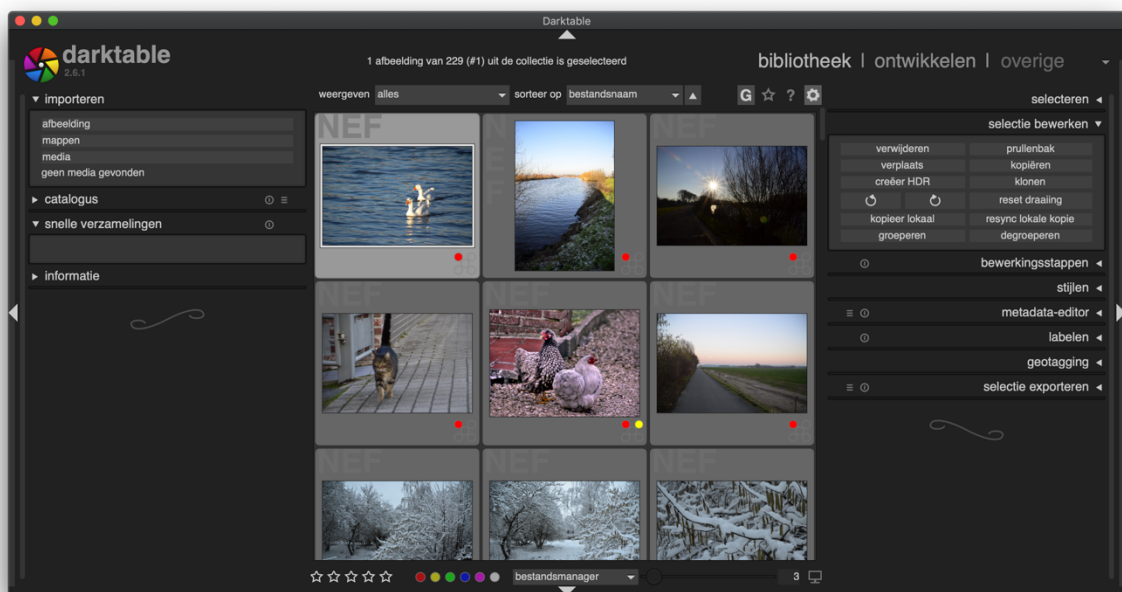 Darktable
darktable
2.6.1
1 afbeelding van 229 (#1) uit de collectie is geselecteerd
bibliotheek | ontwikkelen | overige
importeren
afbeelding
mappen
media
geen media gevonden
catalogus
snelle verzamelingen
informatie
weergeven alles sorteer op bestandsnaam
G ?
NEF
NEF
NEF
NEF
NEF
NEF
NEF
NEF
NEF
bestandsmanager 3
selecteren
selectie bewerken
verwijderen prullenbak
verplaats kopiëren
creëer HDR klonen
reset draaiing
kopieer lokaal resync lokale kopie
groeperen degroeperen
bewerkingsstappen
stijlen
metadata-editor
labelen
geotagging
selectie exporteren